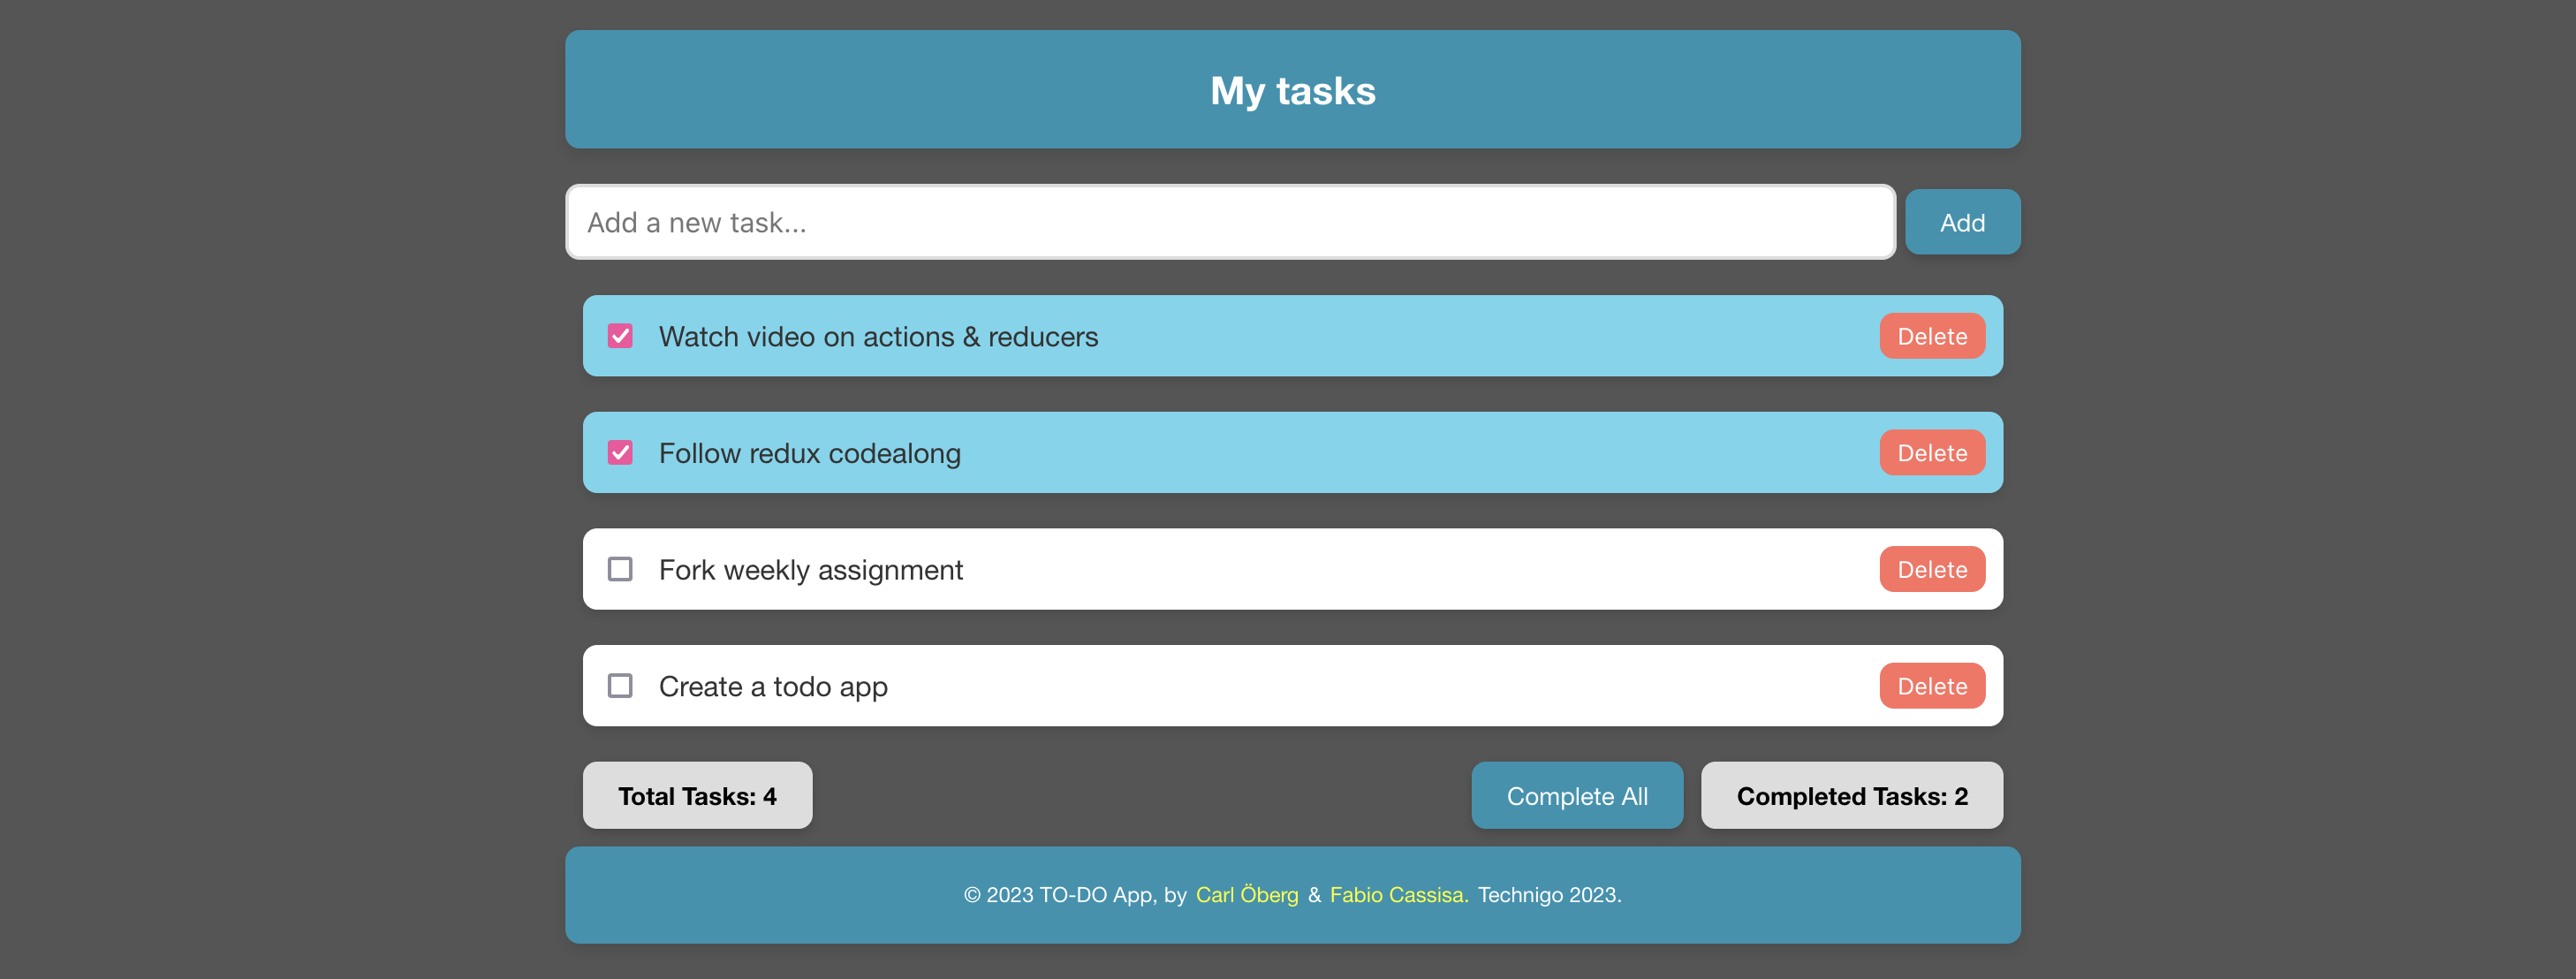 My tasks
Add a new task...
Add
Watch video on actions & reducers
Delete
Follow redux codealong
Delete
Fork weekly assignment
Delete
Create a todo app
Delete
Total Tasks: 4
Complete All
Completed Tasks: 2
© 2023 TO-DO App, by Carl Öberg & Fabio Cassisa. Technigo 2023.